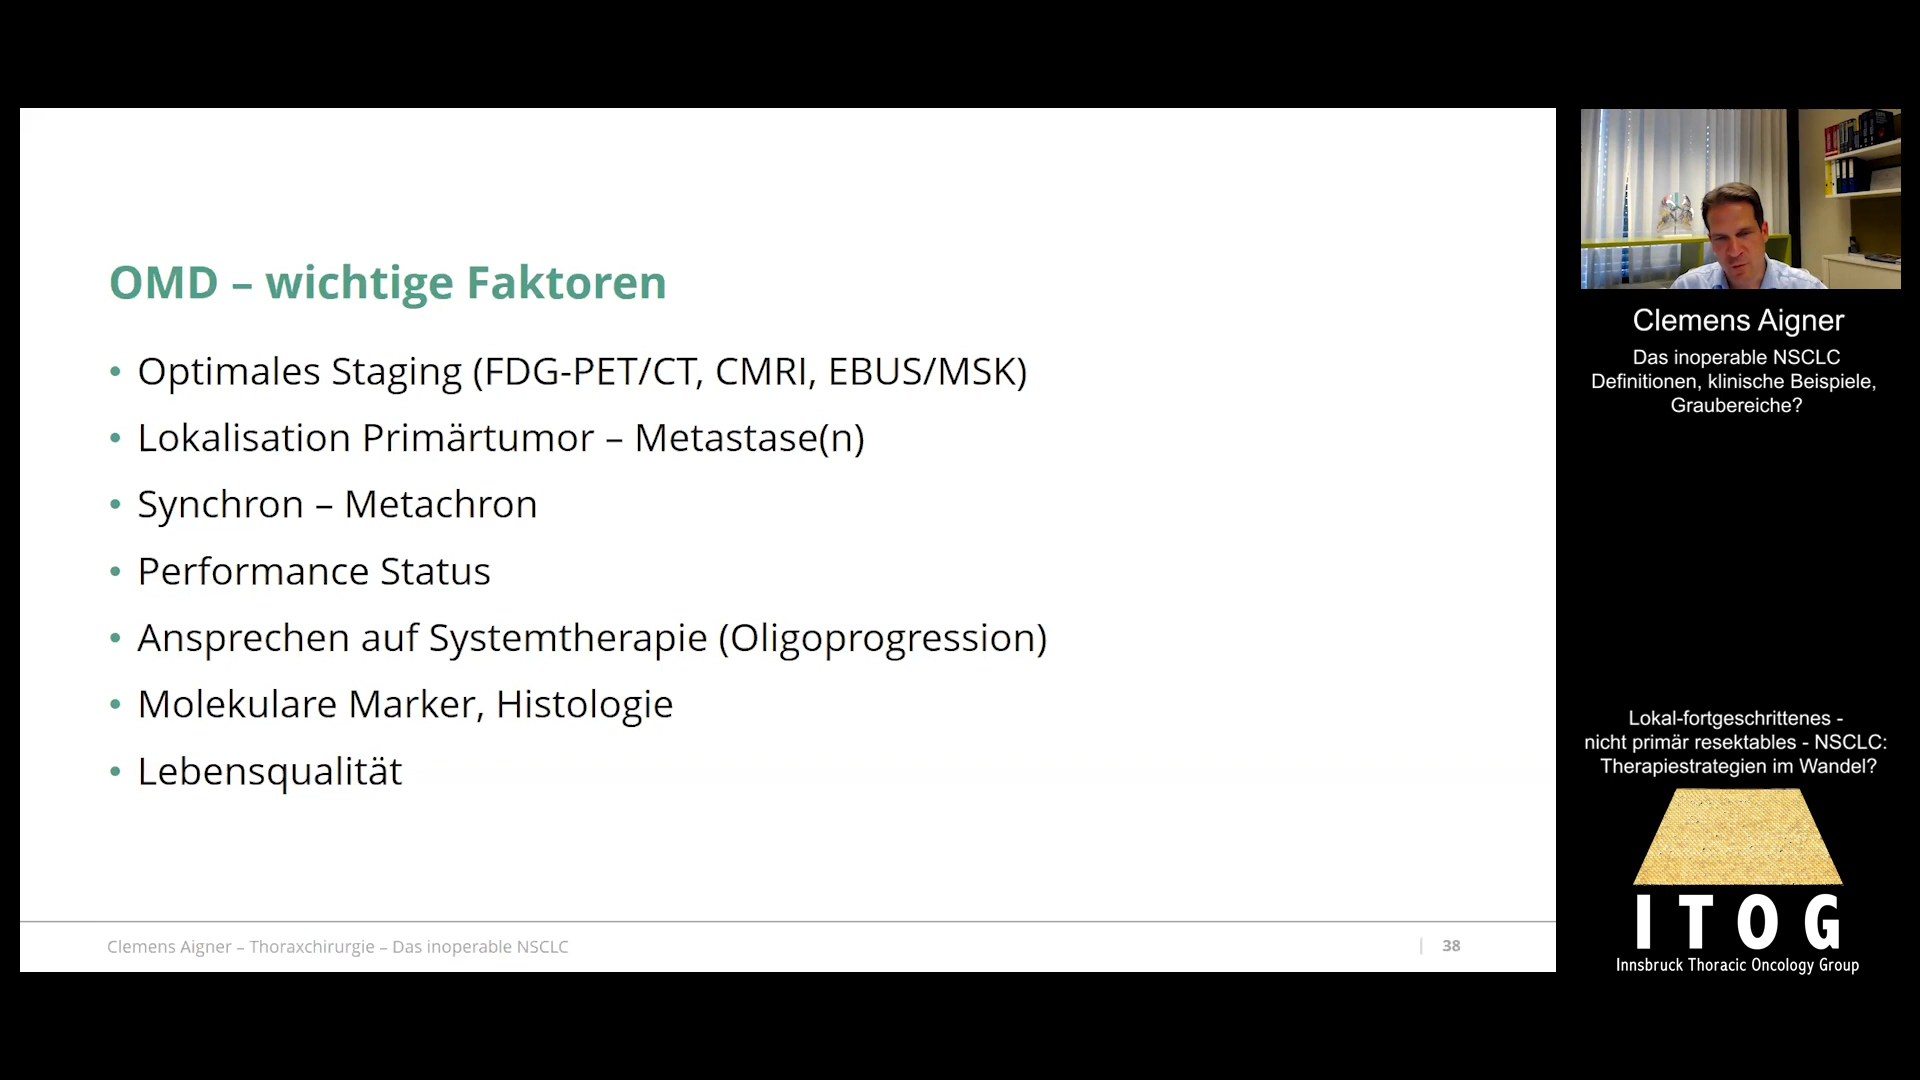 OMD – wichtige Faktoren
• Optimales Staging (FDG-PET/CT, CMRI, EBUS/MSK)
• Lokalisation Primärtumor – Metastase(n)
• Synchron – Metachron
• Performance Status
• Ansprechen auf Systemtherapie (Oligoprogression)
• Molekulare Marker, Histologie
• Lebensqualität
Clemens Aigner – Thoraxchirurgie – Das inoperable NSCLC
| 38
Clemens Aigner
Das inoperable NSCLC
Definitionen, klinische Beispiele,
Graubereiche?
Lokal-fortgeschrittenes -
nicht primär resektables - NSCLC:
Therapiestrategien im Wandel?
ITOG
Innsbruck Thoracic Oncology Group